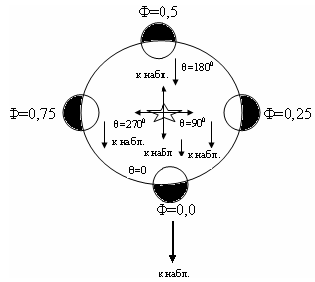 Φ=0,5
θ=180⁰
к набл.
Φ=0,75
Φ=0,25
θ=270⁰
θ=90⁰
к набл.
к набл
к набл.
θ=0
Φ=0,0
к набл.